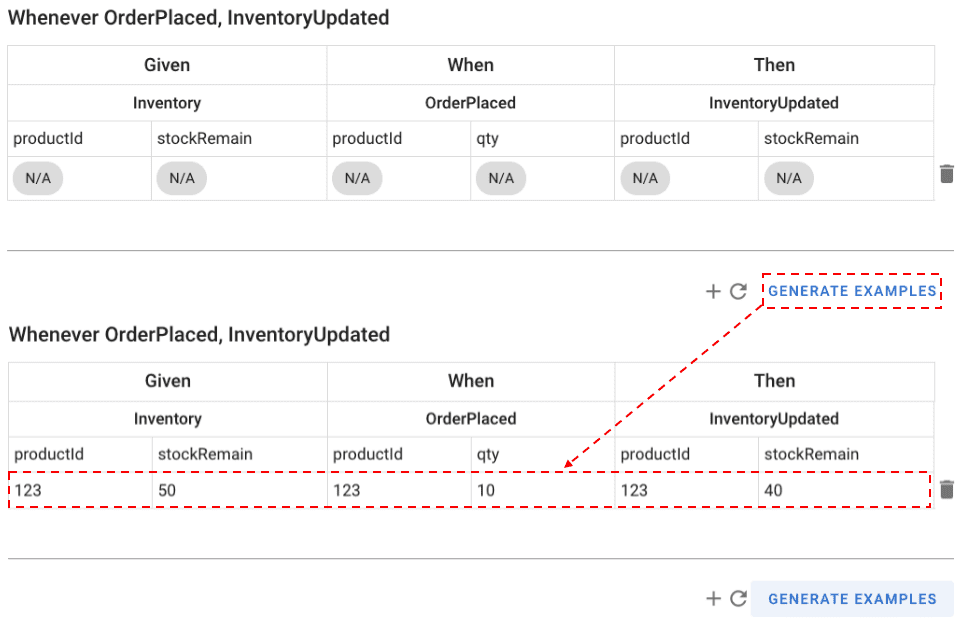 Whenever OrderPlaced, InventoryUpdated
Given When Then
Inventory OrderPlaced InventoryUpdated
productId stockRemain productId qty productId stockRemain
N/A N/A N/A N/A N/A N/A
GENERATE EXAMPLES
Whenever OrderPlaced, InventoryUpdated
Given When Then
Inventory OrderPlaced InventoryUpdated
productId stockRemain productId qty productId stockRemain
123 50 123 10 123 40
GENERATE EXAMPLES